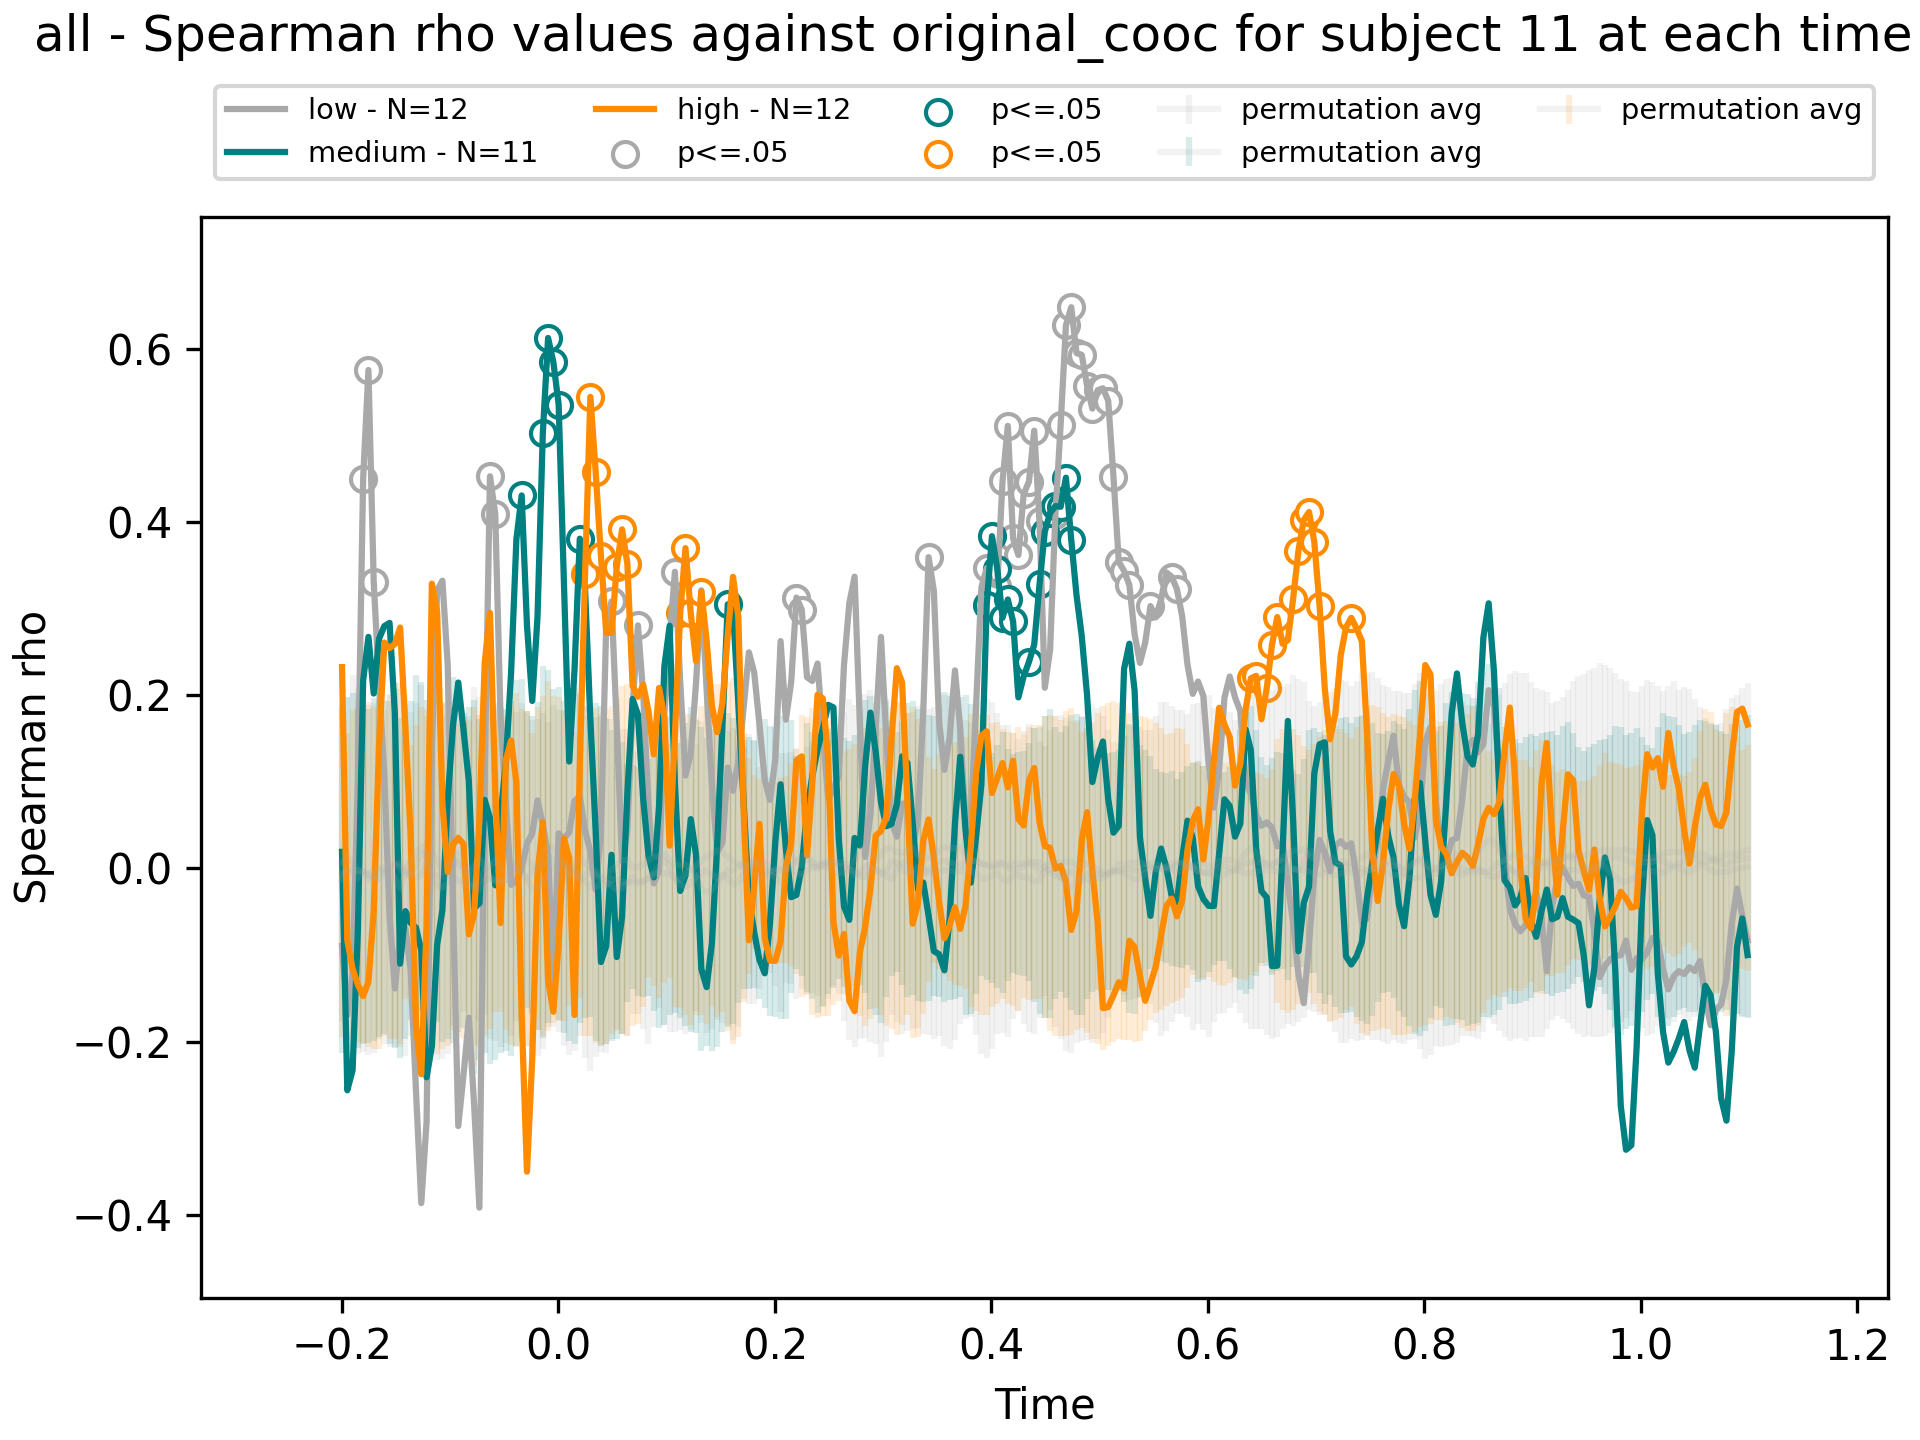 all - Spearman rho values against original_cooc for subject 11 at each time
low - N=12
medium - N=11
high - N=12
p<=.05
p<=.05
p<=.05
permutation avg
permutation avg
permutation avg
Spearman rho
0.6
0.4
0.2
0.0
−0.2
−0.4
−0.2 0.0 0.2 0.4 0.6 0.8 1.0 1.2
Time